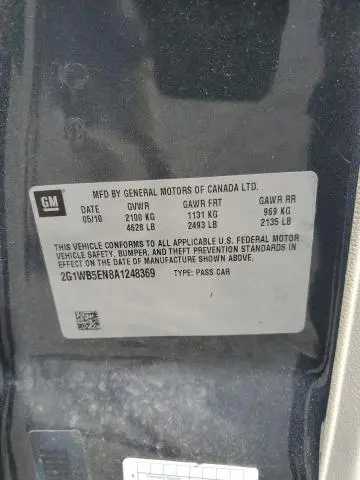 GM
MFD BY GENERAL MOTORS OF CANADA LTD.
DATE GVWR GAWR FRT GAWR RR
05/10 2100 KG 1131 KG 969 KG
4628 LB 2493 LB 2135 LB
THIS VEHICLE CONFORMS TO ALL APPLICABLE U.S. FEDERAL MOTOR
VEHICLE SAFETY, BUMPER, AND THEFT PREVENTION STANDARDS IN
EFFECT ON THE DATE OF MANUFACTURE SHOWN ABOVE.
2G1WB5EN8A1248369 TYPE: PASS CAR